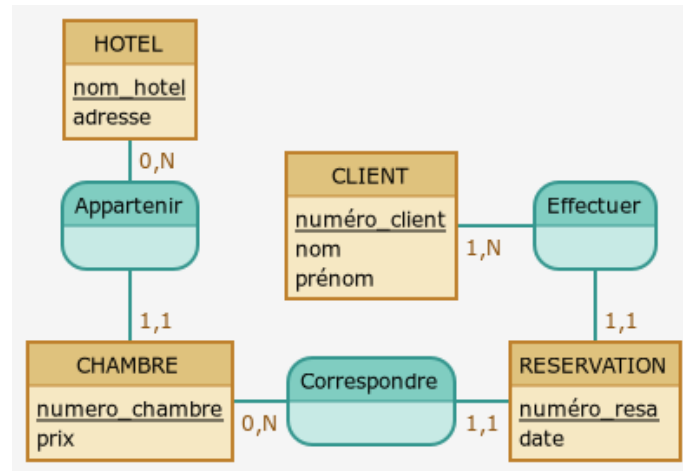 HOTEL
nom_hotel
adresse
0,N
Appartenir
1,1
CLIENT
numéro_client
nom
prénom
1,N
Effectuer
1,1
CHAMBRE
numero_chambre
prix
0,N
Correspondre
1,1
RESERVATION
numéro_resa
date